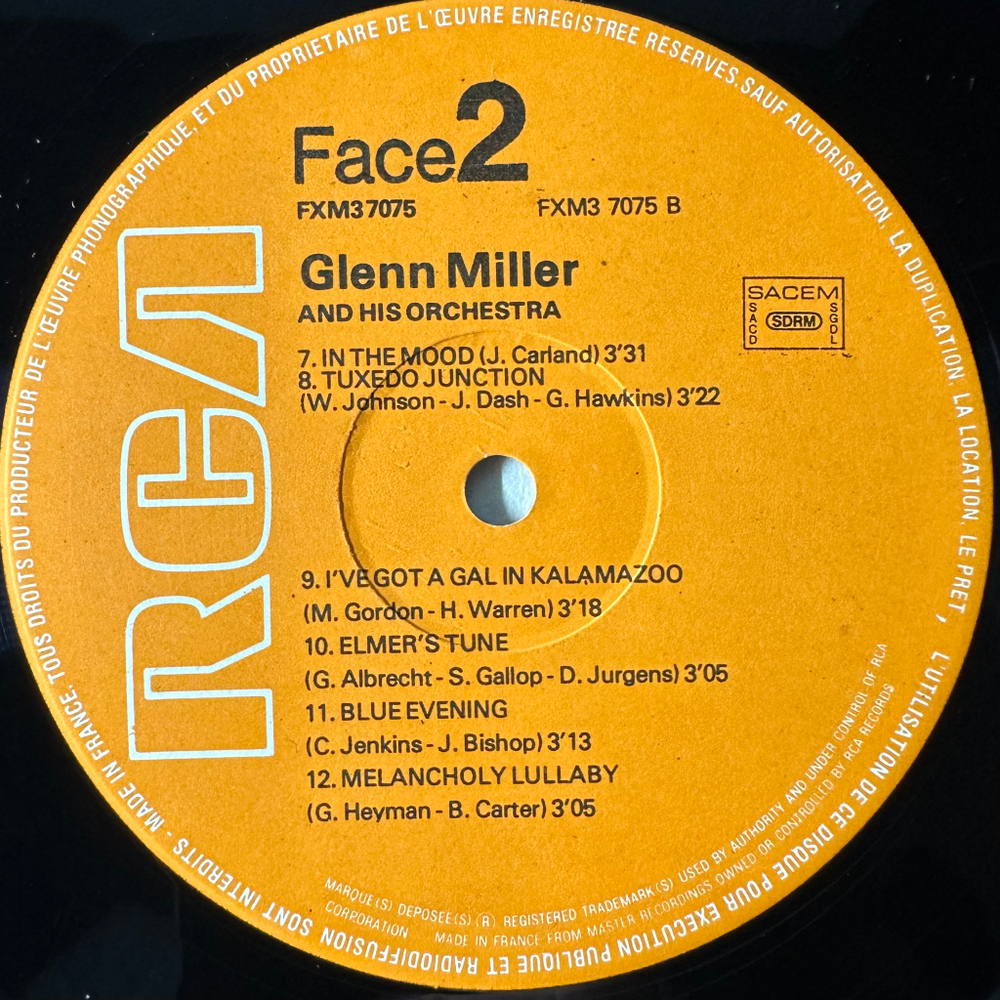 Face 2
FXM3 7075
FXM3 7075 B
Glenn Miller
AND HIS ORCHESTRA
SACEM
SACD
SDRM
SGDL
7. IN THE MOOD (J. Carland) 3'31
8. TUXEDO JUNCTION
(W. Johnson - J. Dash - G. Hawkins) 3'22
9. I'VE GOT A GAL IN KALAMAZOO
(M. Gordon - H. Warren) 3'18
10. ELMER'S TUNE
(G. Albrecht - S. Gallop - D. Jurgens) 3'05
11. BLUE EVENING
(C. Jenkins - J. Bishop) 3'13
12. MELANCHOLY LULLABY
(G. Heyman - B. Carter) 3'05
RCA
MARQUE(S) DEPOSEE(S) (R) REGISTERED TRADEMARK(S) USED BY AUTHORITY AND UNDER CONTROL OF RCA
CORPORATION MADE IN FRANCE FROM MASTER RECORDINGS OWNED OR CONTROLLED BY RCA RECORDS
TOUS DROITS DU PRODUCTEUR DE L'ŒUVRE PHONOGRAPHIQUE, ET DU PROPRIETAIRE DE L'ŒUVRE ENREGISTREE RESERVES. SAUF AUTORISATION, LA DUPLICATION, LA LOCATION, LE PRET, L'UTILISATION DE CE DISQUE POUR EXECUTION PUBLIQUE ET RADIODIFFUSION SONT INTERDITS - MADE IN FRANCE.